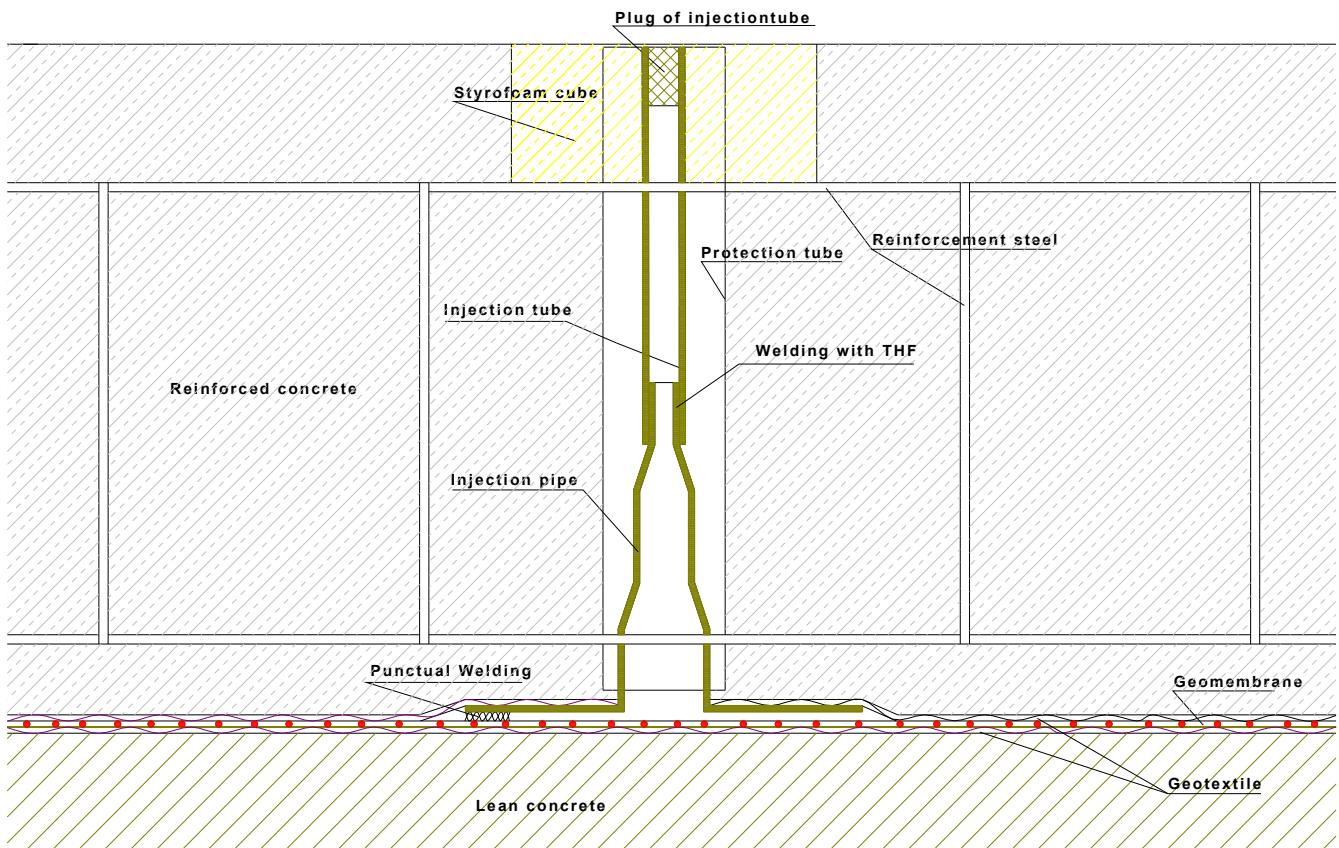 Plug of injectiontube
Styrofoam cube
Reinforcement steel
Protection tube
Injection tube
Welding with THF
Reinforced concrete
Injection pipe
Punctual Welding
Geomembrane
Geotextile
Lean concrete